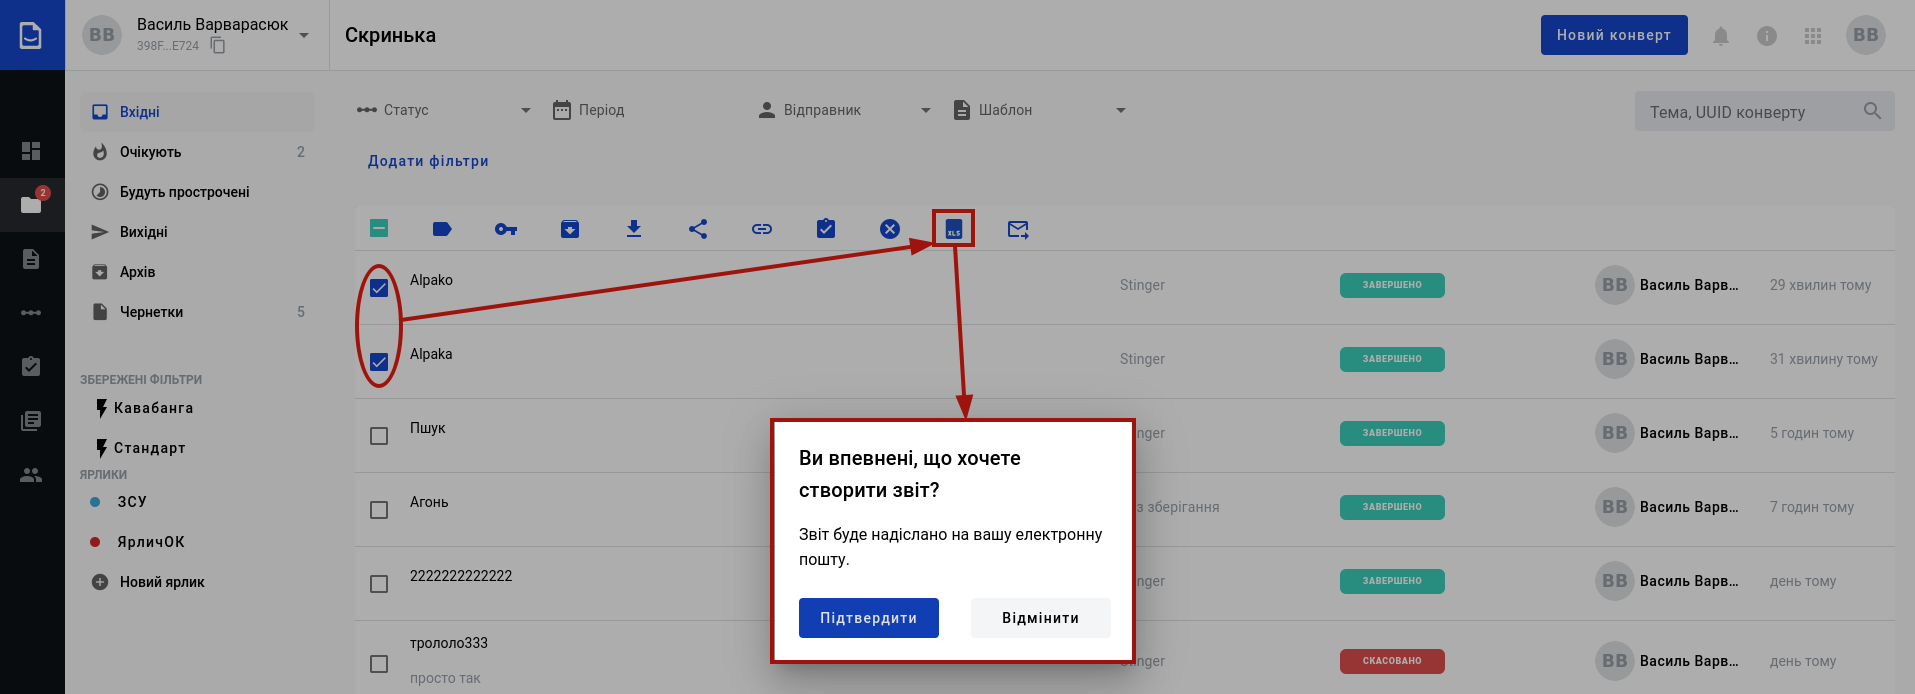 BB
Василь Варварасюк
398F...E724
Скринька
Новий конверт
BB
2
Вхідні
Очікують 2
Будуть прострочені
Вихідні
Архів
Чернетки 5
ЗБЕРЕЖЕНІ ФІЛЬТРИ
Кавабанга
Стандарт
ЯРЛИКИ
ЗСУ
ЯрличОК
Новий ярлик
Статус Період Відправник Шаблон
Тема, UUID конверту
Додати фільтри
XLS
Alpako Stinger ЗАВЕРШЕНО BB Василь Варв... 29 хвилин тому
Alpaka Stinger ЗАВЕРШЕНО BB Василь Варв... 31 хвилину тому
Пшук nger ЗАВЕРШЕНО BB Василь Варв... 5 годин тому
Агонь з зберігання ЗАВЕРШЕНО BB Василь Варв... 7 годин тому
2222222222222 nger ЗАВЕРШЕНО BB Василь Варв... день тому
трололо333 Stinger СКАСОВАНО BB Василь Варв... день тому
просто так
Ви впевнені, що хочете
створити звіт?
Звіт буде надіслано на вашу електронну
пошту.
Підтвердити Відмінити